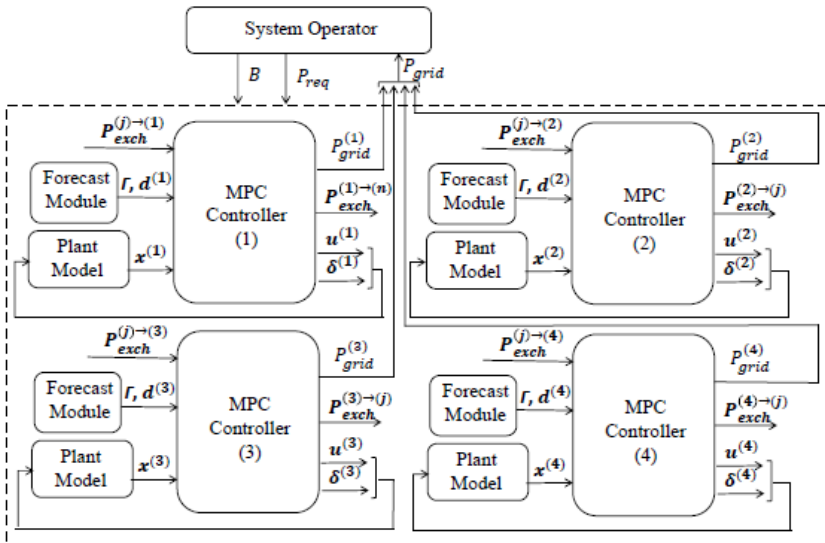 System Operator
B
P_req
P_grid
P_exch^(j)→(1)
Forecast
Module
Γ, d^(1)
Plant
Model
x^(1)
MPC
Controller
(1)
P_grid^(1)
P_exch^(1)→(n)
u^(1)
δ^(1)
P_exch^(j)→(2)
Forecast
Module
Γ, d^(2)
Plant
Model
x^(2)
MPC
Controller
(2)
P_grid^(2)
P_exch^(2)→(j)
u^(2)
δ^(2)
P_exch^(j)→(3)
Forecast
Module
Γ, d^(3)
Plant
Model
x^(3)
MPC
Controller
(3)
P_grid^(3)
P_exch^(3)→(j)
u^(3)
δ^(3)
P_exch^(j)→(4)
Forecast
Module
Γ, d^(4)
Plant
Model
x^(4)
MPC
Controller
(4)
P_grid^(4)
P_exch^(4)→(j)
u^(4)
δ^(4)